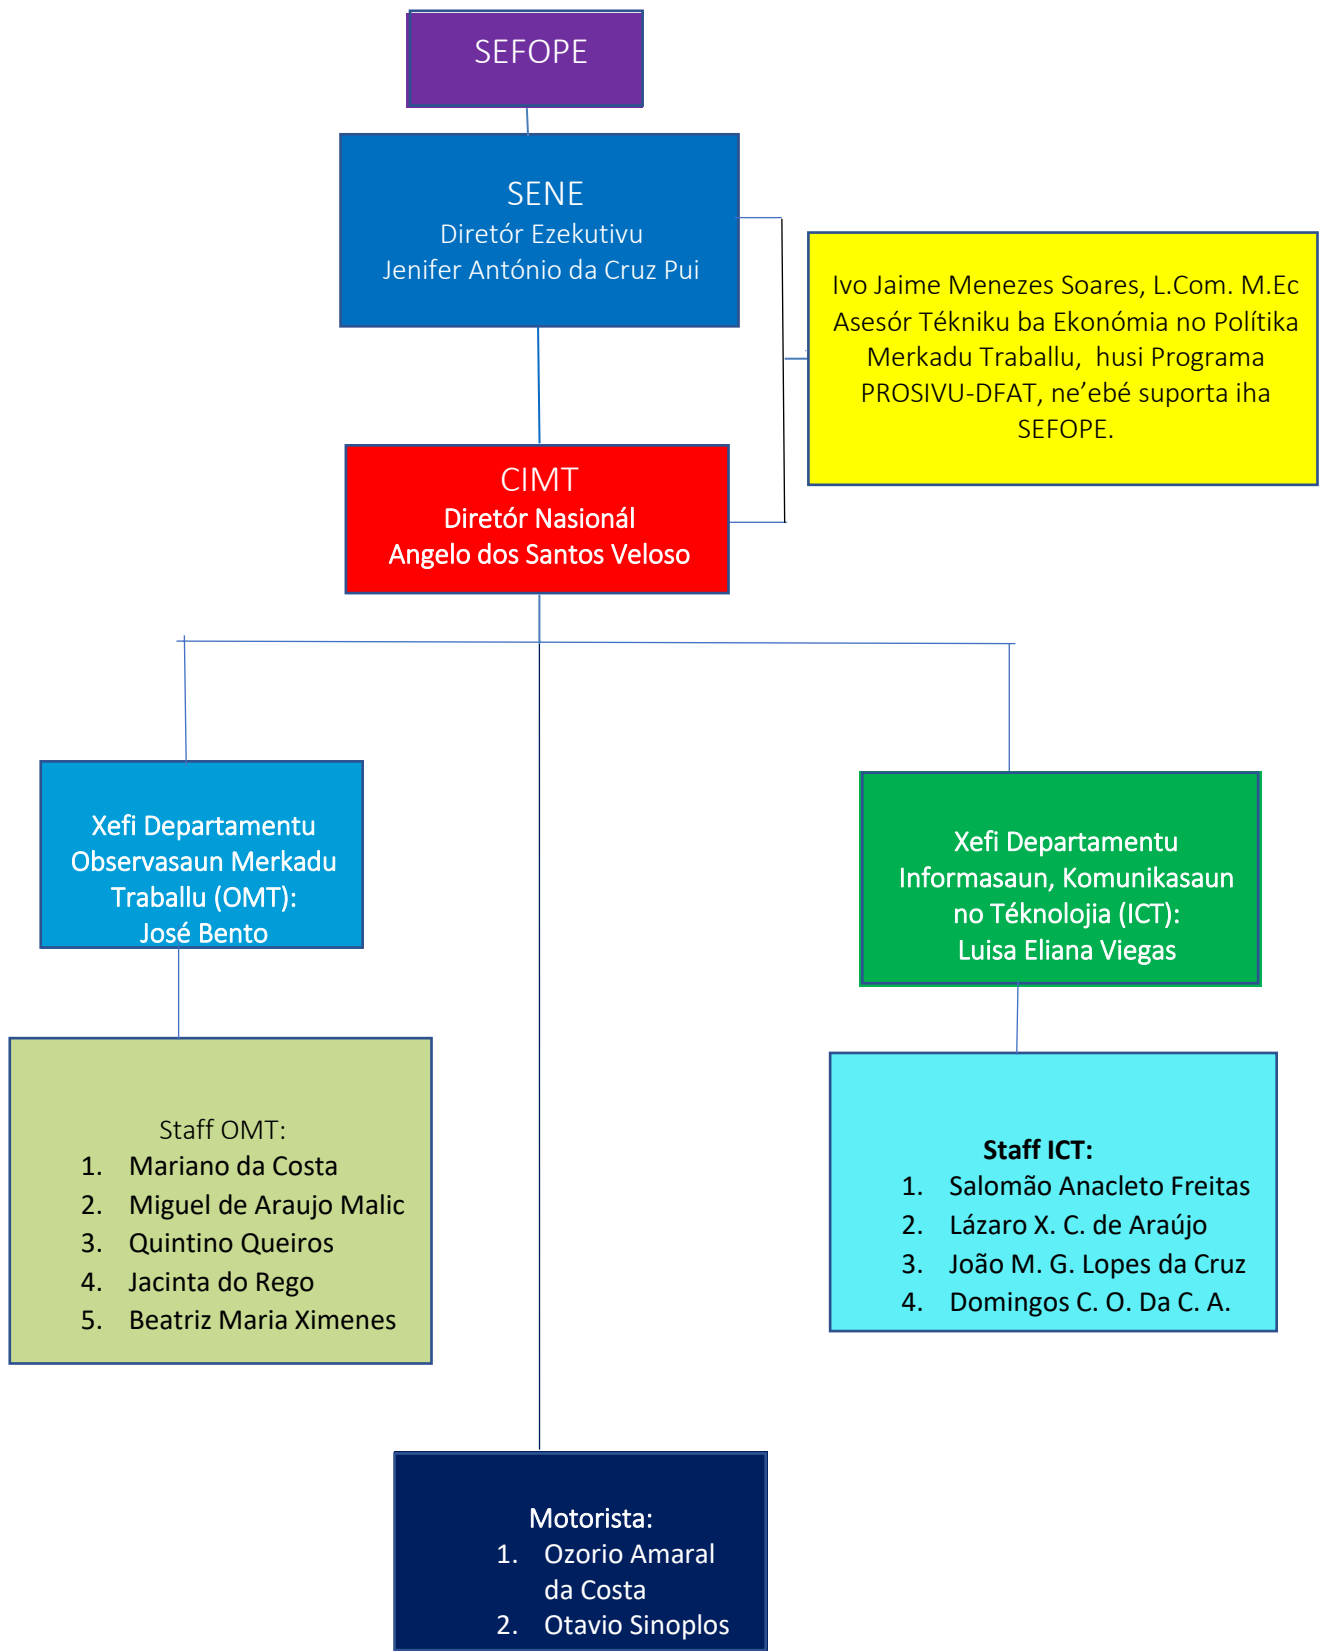 SEFOPE
SENE
Diretór Ezekutivu
Jenifer António da Cruz Pui
Ivo Jaime Menezes Soares, L.Com. M.Ec
Asesór Tékniku ba Ekonómia no Polítika
Merkadu Traballu, husi Programa
PROSIVU-DFAT, ne’ebé suporta iha
SEFOPE.
CIMT
Diretór Nasionál
Angelo dos Santos Veloso
Xefi Departamentu
Observasaun Merkadu
Traballu (OMT):
José Bento
Xefi Departamentu
Informasaun, Komunikasaun
no Téknolojia (ICT):
Luisa Eliana Viegas
Staff OMT:
1. Mariano da Costa
2. Miguel de Araujo Malic
3. Quintino Queiros
4. Jacinta do Rego
5. Beatriz Maria Ximenes
Staff ICT:
1. Salomão Anacleto Freitas
2. Lázaro X. C. de Araújo
3. João M. G. Lopes da Cruz
4. Domingos C. O. Da C. A.
Motorista:
1. Ozorio Amaral
da Costa
2. Otavio Sinoplos